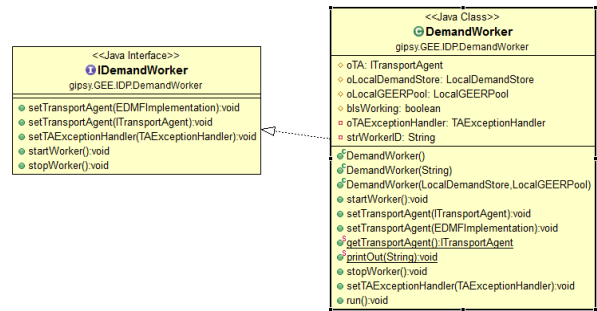 <<Java Interface>>
IDemandWorker
gipsy.GEE.IDP.DemandWorker
setTransportAgent(EDMFImplementation):void
setTransportAgent(ITransportAgent):void
setTAExceptionHandler(TAExceptionHandler):void
startWorker():void
stopWorker():void
<<Java Class>>
DemandWorker
gipsy.GEE.IDP.DemandWorker
oTA: ITransportAgent
oLocalDemandStore: LocalDemandStore
oLocalGEERPool: LocalGEERPool
bIsWorking: boolean
oTAExceptionHandler: TAExceptionHandler
strWorkerID: String
DemandWorker()
DemandWorker(String)
DemandWorker(LocalDemandStore,LocalGEERPool)
startWorker():void
setTransportAgent(ITransportAgent):void
setTransportAgent(EDMFImplementation):void
getTransportAgent():ITransportAgent
printOut(String):void
stopWorker():void
setTAExceptionHandler(TAExceptionHandler):void
run():void